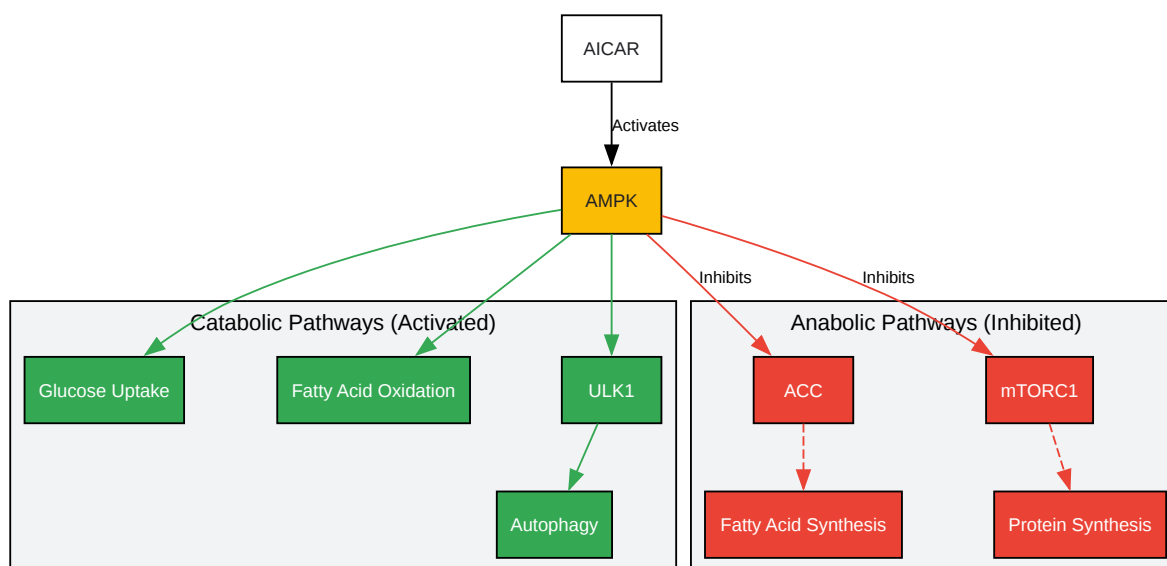 AICAR
Activates
AMPK
Inhibits
Inhibits
Catabolic Pathways (Activated)
Anabolic Pathways (Inhibited)
Glucose Uptake
Fatty Acid Oxidation
ULK1
ACC
mTORC1
Autophagy
Fatty Acid Synthesis
Protein Synthesis